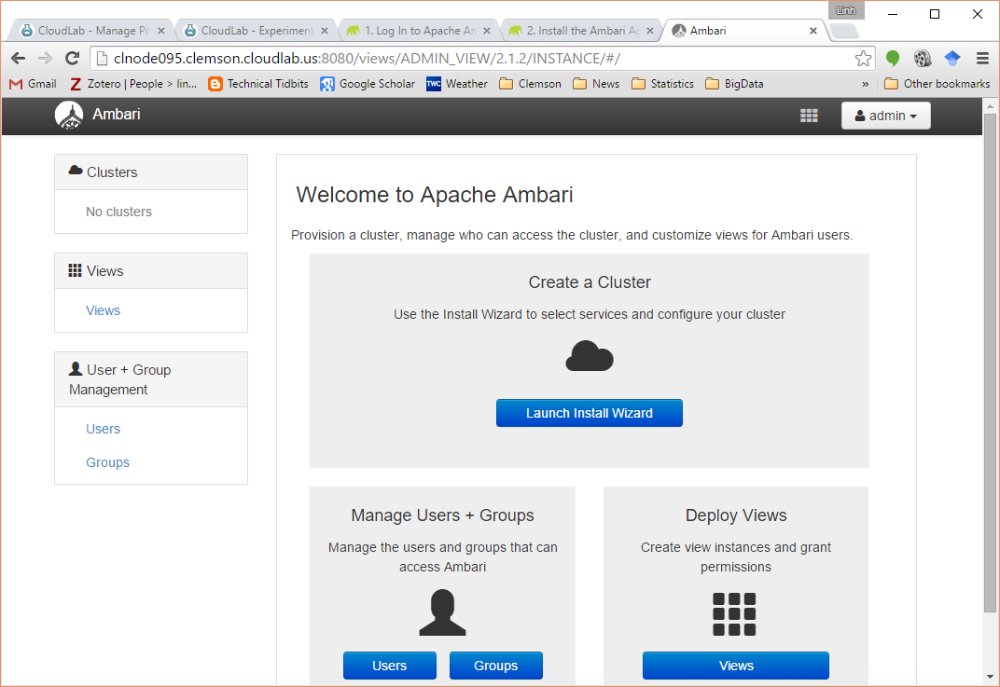 Linh
CloudLab - Manage Pr
CloudLab - Experiment
1. Log In to Apache Am
2. Install the Ambari Ag
Ambari
clnode095.clemson.cloudlab.us:8080/views/ADMIN_VIEW/2.1.2/INSTANCE/#/
Gmail
Zotero | People > lin...
Technical Tidbits
Google Scholar
TWC Weather
Clemson
News
Statistics
BigData
»
Other bookmarks
Ambari
admin
Clusters
No clusters
Views
Views
User + Group
Management
Users
Groups
Welcome to Apache Ambari
Provision a cluster, manage who can access the cluster, and customize views for Ambari users.
Create a Cluster
Use the Install Wizard to select services and configure your cluster
Launch Install Wizard
Manage Users + Groups
Manage the users and groups that can
access Ambari
Users
Groups
Deploy Views
Create view instances and grant
permissions
Views